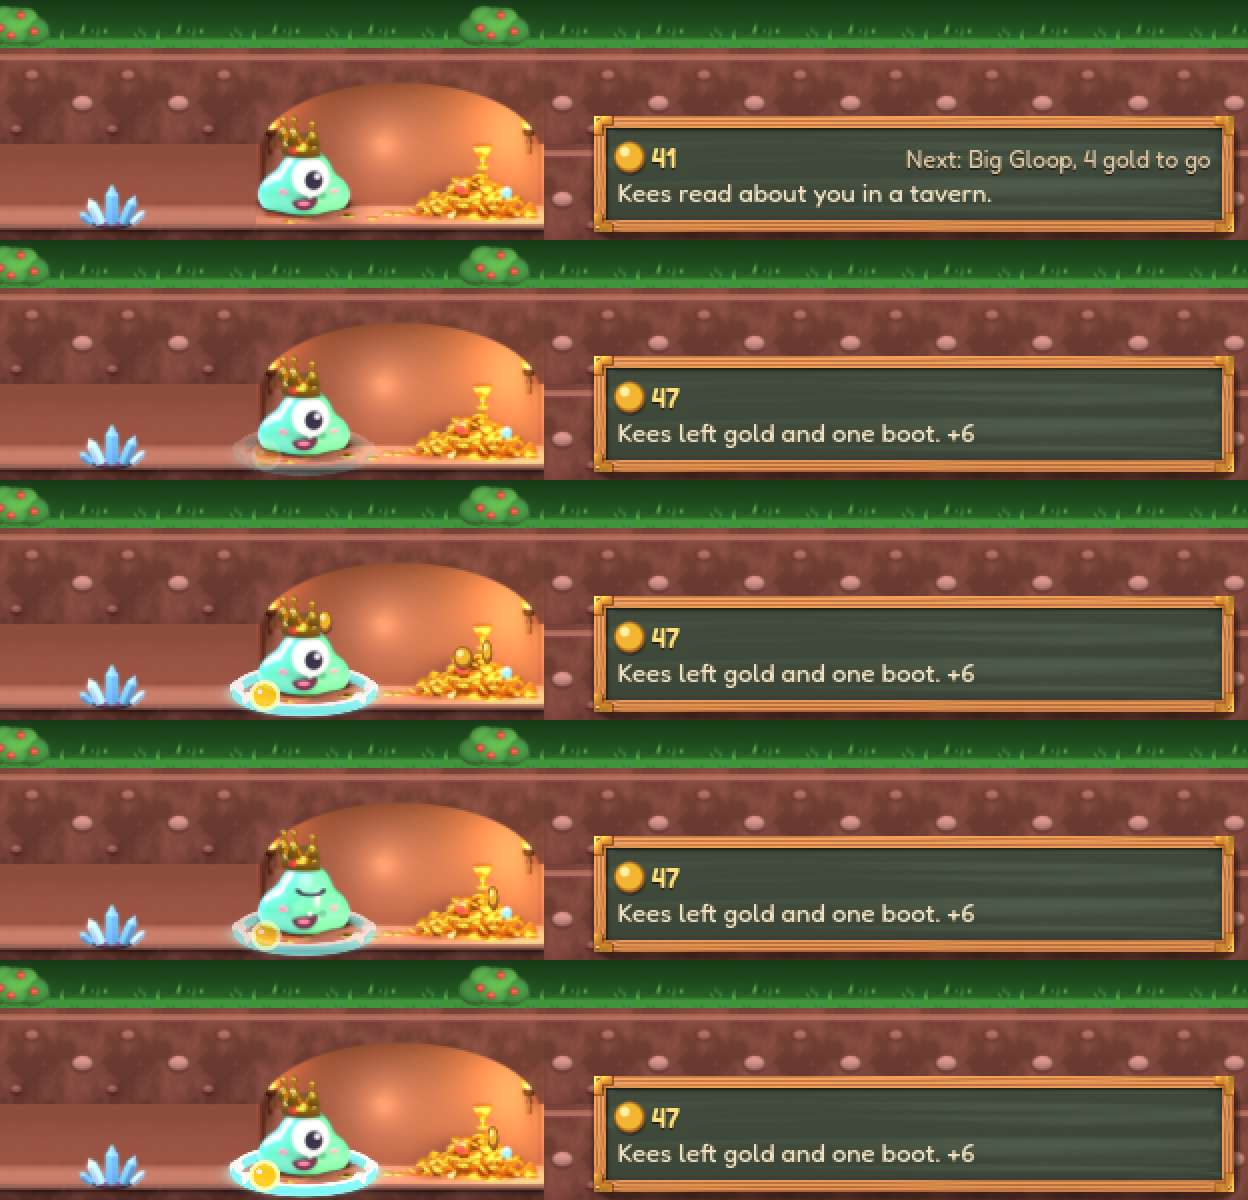 41 Next: Big Gloop, 4 gold to go
Kees read about you in a tavern.
47
Kees left gold and one boot. +6
47
Kees left gold and one boot. +6
47
Kees left gold and one boot. +6
47
Kees left gold and one boot. +6